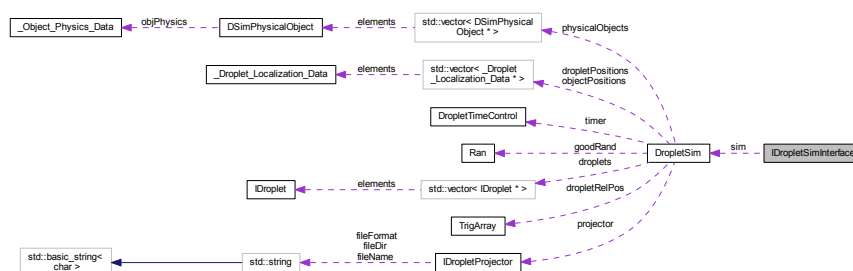 _Object_Physics_Data
objPhysics
DSimPhysicalObject
elements
std::vector< DSimPhysical
Object * >
physicalObjects
_Droplet_Localization_Data
elements
std::vector< _Droplet
_Localization_Data * >
dropletPositions
objectPositions
DropletTimeControl
timer
Ran
goodRand
DropletSim
sim
IDropletSimInterface
droplets
IDroplet
elements
std::vector< IDroplet * >
dropletRelPos
TrigArray
projector
std::basic_string<
char >
std::string
fileFormat
fileDir
fileName
IDropletProjector